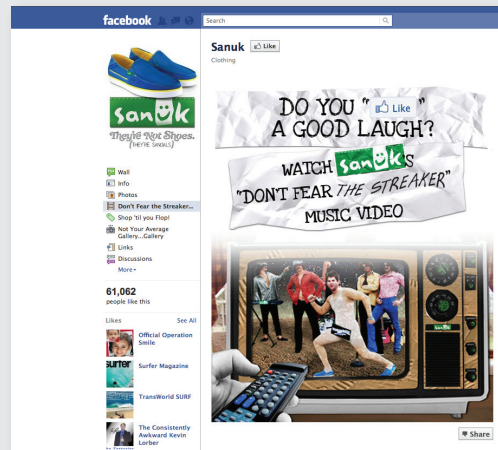 facebook
Search
Sanuk Like
Clothing
sanuk
They're Not Shoes.
(THEY'RE SANDALS)
Wall
Info
Photos
Don't Fear the Streaker...
Shop 'til you Flop!
Not Your Average
Gallery...Gallery
Links
Discussions
More
61,062
people like this
Likes
See All
Official Operation
Smile
surfer
Surfer Magazine
TransWorld SURF
The Consistently
Awkward Kevin
Lorber
DO YOU "Like"
A GOOD LAUGH?
WATCH sanuk's
"DON'T FEAR THE STREAKER"
MUSIC VIDEO
sanuk
Share